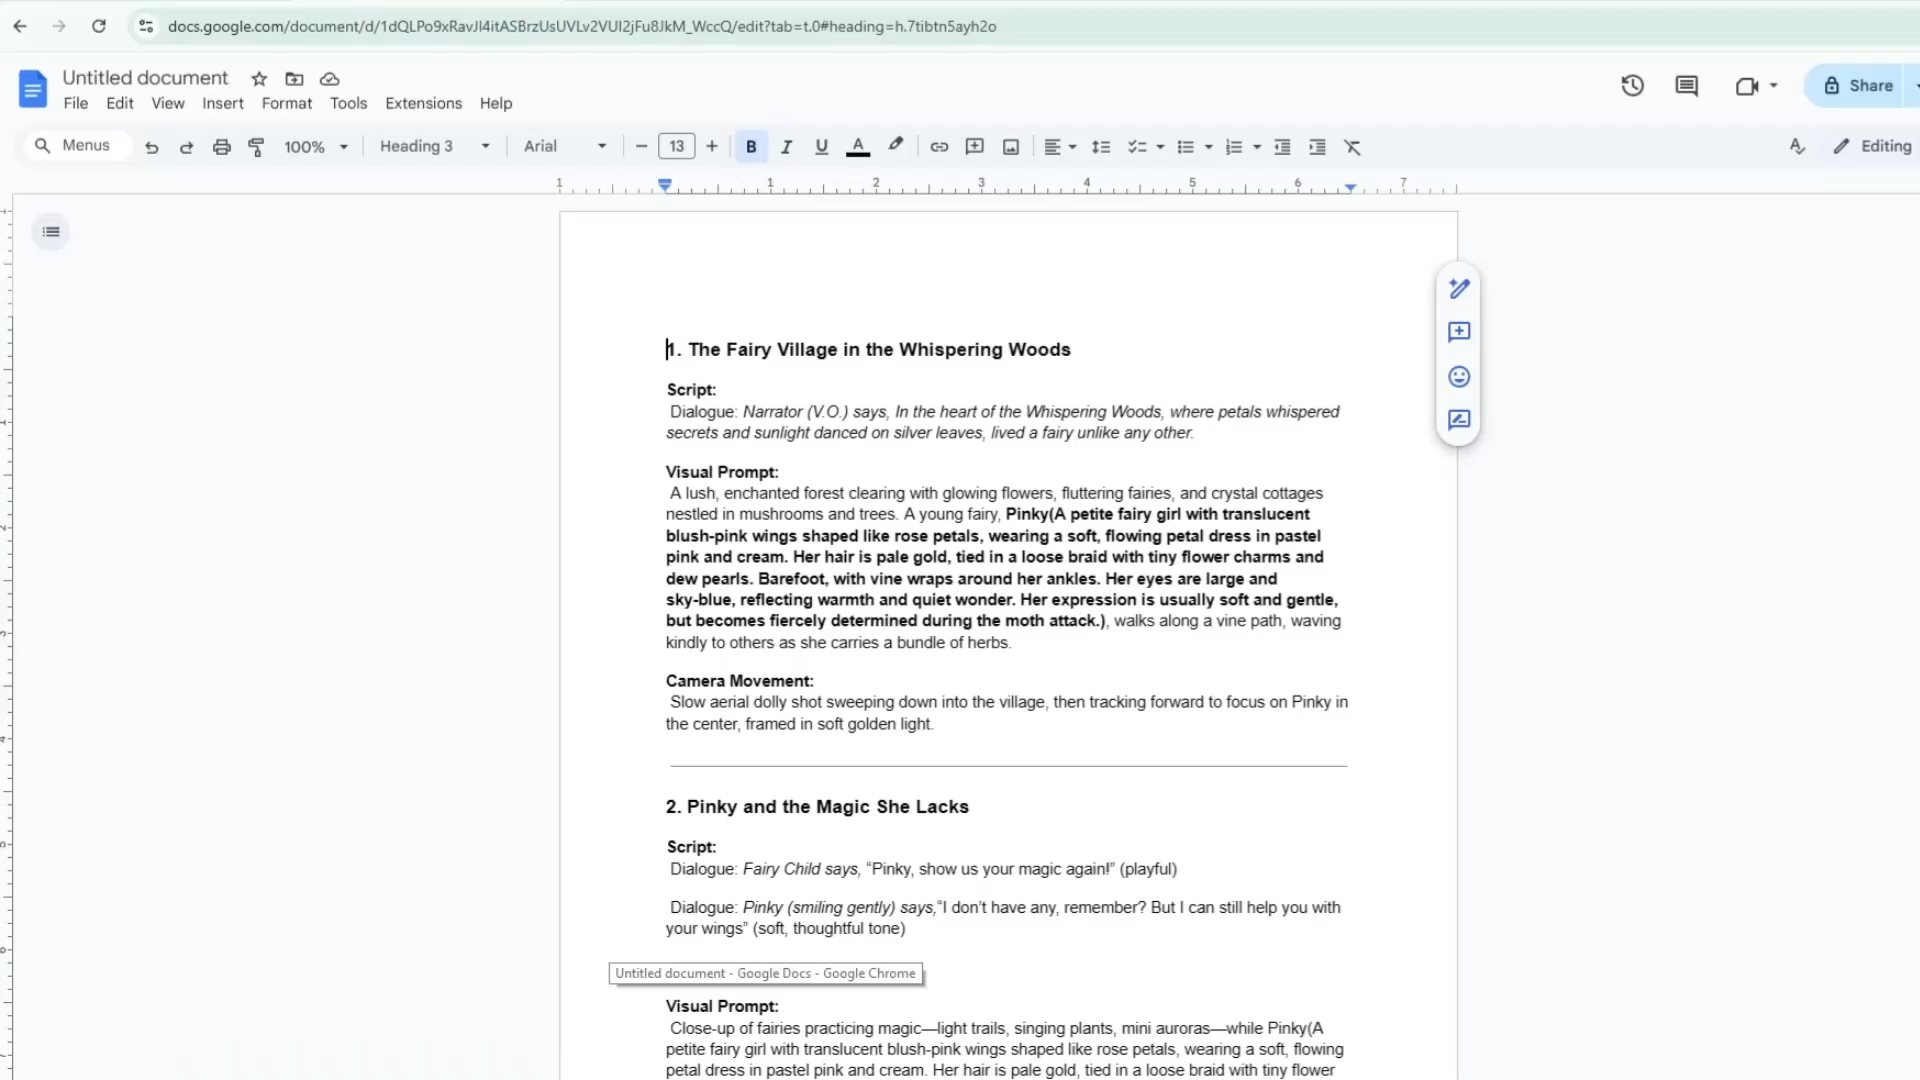 docs.google.com/document/d/1dQLPo9xRavJl4itASBrzUsUVLv2VUI2jFu8JkM_WccQ/edit?tab=t.0#heading=h.7tibtn5ayh2o
Untitled document
File Edit View Insert Format Tools Extensions Help
Share
Menus 100% Heading 3 Arial 13 B I U A Editing
1 1 2 3 4 5 6 7
1. The Fairy Village in the Whispering Woods
Script:
Dialogue: Narrator (V.O.) says, In the heart of the Whispering Woods, where petals whispered
secrets and sunlight danced on silver leaves, lived a fairy unlike any other.
Visual Prompt:
A lush, enchanted forest clearing with glowing flowers, fluttering fairies, and crystal cottages
nestled in mushrooms and trees. A young fairy, Pinky(A petite fairy girl with translucent
blush-pink wings shaped like rose petals, wearing a soft, flowing petal dress in pastel
pink and cream. Her hair is pale gold, tied in a loose braid with tiny flower charms and
dew pearls. Barefoot, with vine wraps around her ankles. Her eyes are large and
sky-blue, reflecting warmth and quiet wonder. Her expression is usually soft and gentle,
but becomes fiercely determined during the moth attack.), walks along a vine path, waving
kindly to others as she carries a bundle of herbs.
Camera Movement:
Slow aerial dolly shot sweeping down into the village, then tracking forward to focus on Pinky in
the center, framed in soft golden light.
2. Pinky and the Magic She Lacks
Script:
Dialogue: Fairy Child says, “Pinky, show us your magic again!” (playful)
Dialogue: Pinky (smiling gently) says,“I don’t have any, remember? But I can still help you with
your wings” (soft, thoughtful tone)
Untitled document - Google Docs - Google Chrome
Visual Prompt:
Close-up of fairies practicing magic—light trails, singing plants, mini auroras—while Pinky(A
petite fairy girl with translucent blush-pink wings shaped like rose petals, wearing a soft, flowing
petal dress in pastel pink and cream. Her hair is pale gold, tied in a loose braid with tiny flower